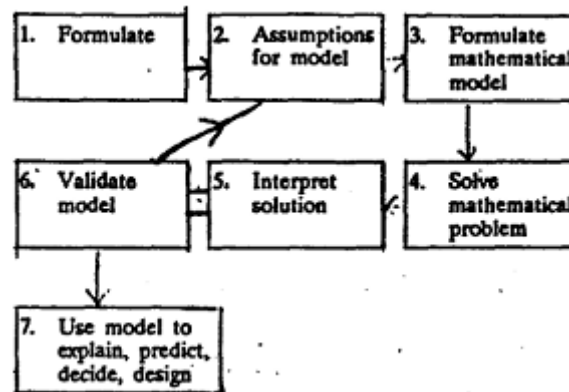 1. Formulate
2. Assumptions
for model
3. Formulate
mathematical
model
6. Validate
model
5. Interpret
solution
4. Solve
mathematical
problem
7. Use model to
explain, predict,
decide, design